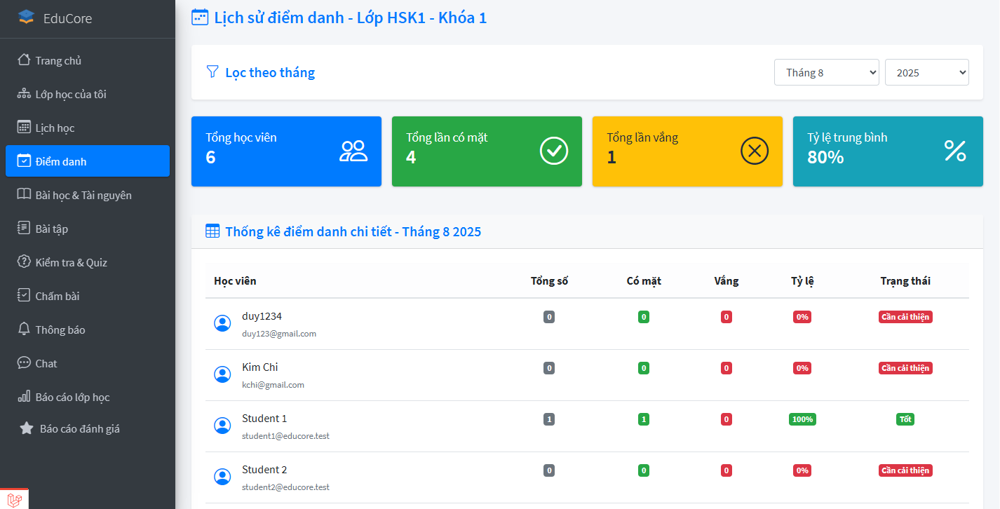 EduCore
Trang chủ
Lớp học của tôi
Lịch học
Điểm danh
Bài học & Tài nguyên
Bài tập
Kiểm tra & Quiz
Chấm bài
Thông báo
Chat
Báo cáo lớp học
Báo cáo đánh giá
Lịch sử điểm danh - Lớp HSK1 - Khóa 1
Lọc theo tháng
Tháng 8
2025
Tổng học viên
6
Tổng lần có mặt
4
Tổng lần vắng
1
Tỷ lệ trung bình
80%
Thống kê điểm danh chi tiết - Tháng 8 2025
Học viên Tổng số Có mặt Vắng Tỷ lệ Trạng thái
duy1234 0 0 0 0% Cần cải thiện
duy123@gmail.com
Kim Chi 0 0 0 0% Cần cải thiện
kchi@gmail.com
Student 1 1 1 0 100% Tốt
student1@educore.test
Student 2 0 0 0 0% Cần cải thiện
student2@educore.test